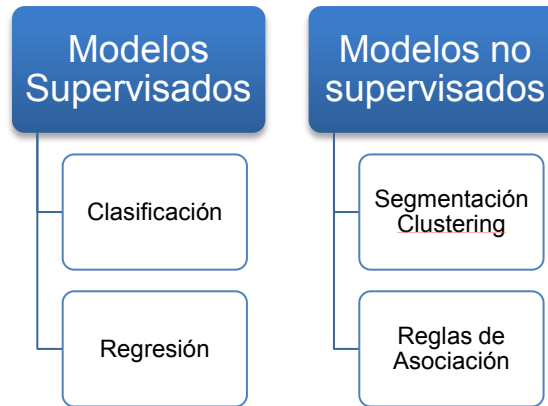 Modelos
Supervisados
Clasificación
Regresión
Modelos no
supervisados
Segmentación
Clustering
Reglas de
Asociación